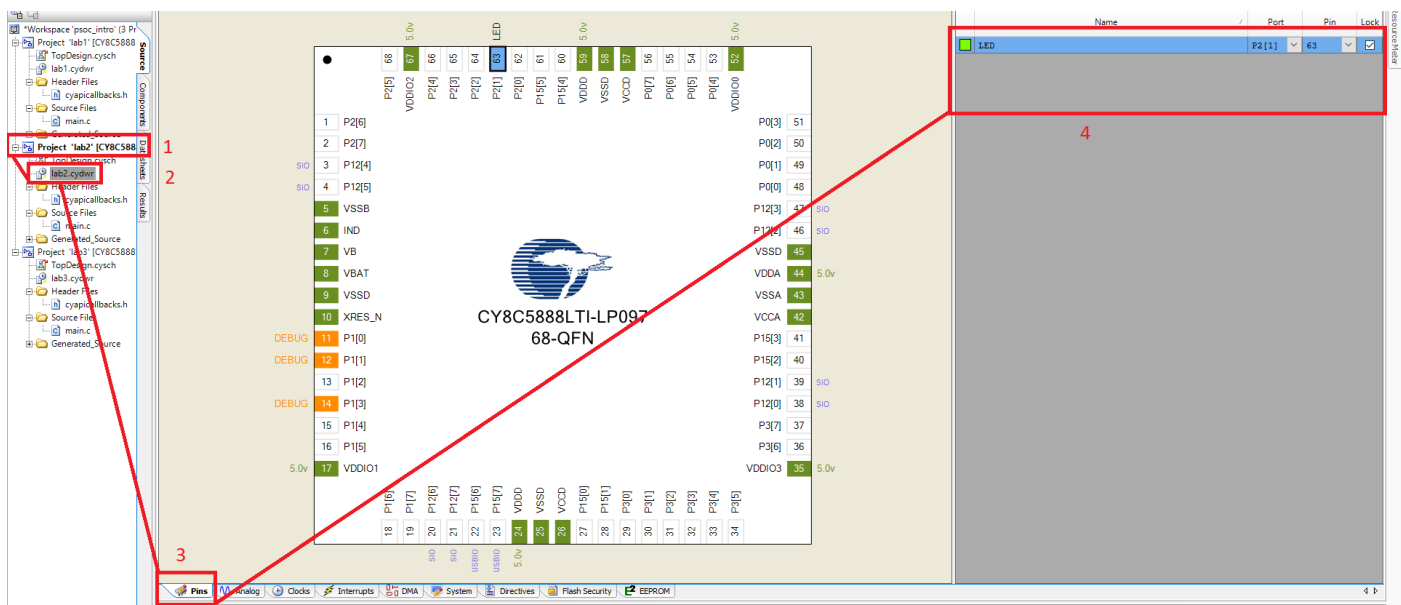 *Workspace 'psoc_intro' (3 Pr
Project 'lab1' [CY8C5888
TopDesign.cysch
lab1.cydwr
Header Files
cyapicallbacks.h
Source Files
main.c
Generated_Source
Project 'lab2' [CY8C588
TopDesign.cysch
lab2.cydwr
Header Files
cyapicallbacks.h
Source Files
main.c
Generated_Source
Project 'lab3' [CY8C5888
TopDesign.cysch
lab3.cydwr
Header Files
cyapicallbacks.h
Source Files
main.c
Generated_Source
Source
Components
Datasheets
Results
1
2
3
4
5.0v
LED
5.0v
5.0v
68 67 66 65 64 63 62 61 60 59 58 57 56 55 54 53 52
P2[5] VDDIO2 P2[4] P2[3] P2[2] P2[1] P2[0] P15[5] P15[4] VDDD VSSD VCCD P0[7] P0[6] P0[5] P0[4] VDDIO0
1 P2[6]
2 P2[7]
SIO 3 P12[4]
SIO 4 P12[5]
5 VSSB
6 IND
7 VB
8 VBAT
9 VSSD
10 XRES_N
DEBUG 11 P1[0]
DEBUG 12 P1[1]
13 P1[2]
DEBUG 14 P1[3]
15 P1[4]
16 P1[5]
5.0v 17 VDDIO1
CY8C5888LTI-LP097
68-QFN
P0[3] 51
P0[2] 50
P0[1] 49
P0[0] 48
P12[3] 47 SIO
P12[2] 46 SIO
VSSD 45
VDDA 44 5.0v
VSSA 43
VCCA 42
P15[3] 41
P15[2] 40
P12[1] 39 SIO
P12[0] 38 SIO
P3[7] 37
P3[6] 36
VDDIO3 35 5.0v
P1[6] P1[7] P12[6] P12[7] P15[6] P15[7] VDDD VSSD VCCD P15[0] P15[1] P3[0] P3[1] P3[2] P3[3] P3[4] P3[5]
18 19 20 21 22 23 24 25 26 27 28 29 30 31 32 33 34
SIO SIO USBIO USBIO 5.0v
Pins Analog Clocks Interrupts DMA System Directives Flash Security EEPROM
Name Port Pin Lock
LED P2[1] 63
Resource Meter